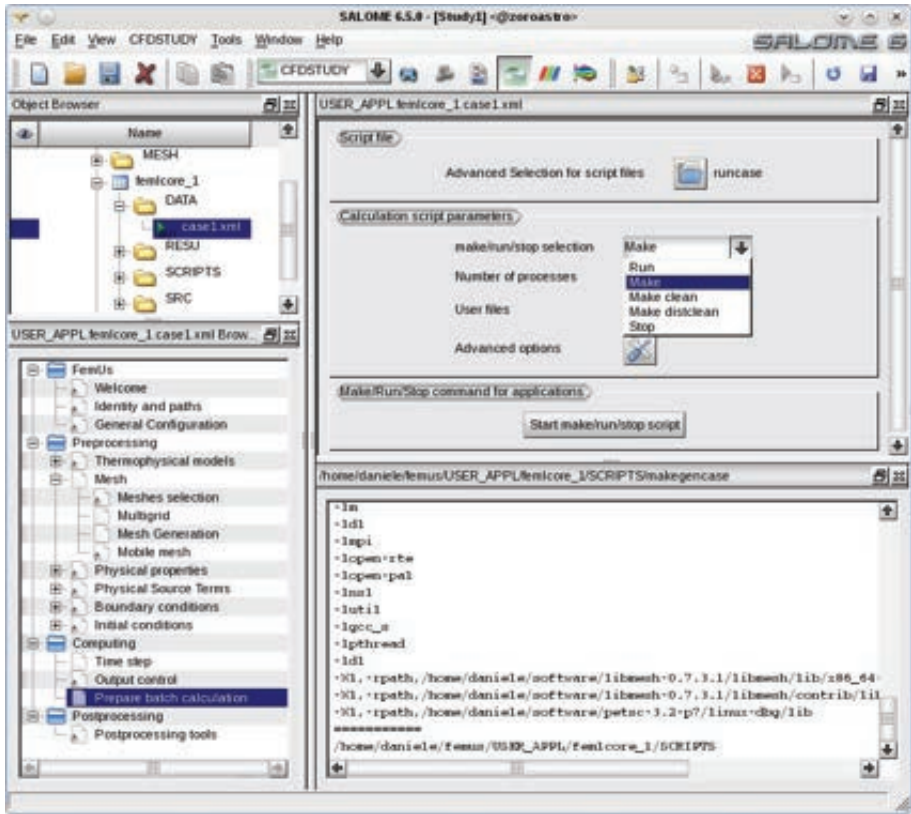 SALOME 6.5.0 - [Study1] - <@zoroastro>
File Edit View CFDSTUDY Tools Window Help
SALOME 6
CFDSTUDY
Object Browser
Name
MESH
femlcore_1
DATA
case1.xml
RESU
SCRIPTS
SRC
USER_APPL.femlcore_1.case1.xml Brow...
FemUs
Welcome
Identity and paths
General Configuration
Preprocessing
Thermophysical models
Mesh
Meshes selection
Multigrid
Mesh Generation
Mobile mesh
Physical properties
Physical Source Terms
Boundary conditions
Initial conditions
Computing
Time step
Output control
Prepare batch calculation
Postprocessing
Postprocessing tools
USER_APPL.femlcore_1.case1.xml
Script file
Advanced Selection for script files runcase
Calculation script parameters
make/run/stop selection Make
Run
Make
Make clean
Make distclean
Stop
Number of processes
User files
Advanced options
Make/Run/Stop command for applications
Start make/run/stop script
/home/daniele/femus/USER_APPL/femlcore_1/SCRIPTS/makegencase
-lm
-ldl
-lmpi
-lopen-rte
-lopen-pal
-lnsl
-lutil
-lgcc_s
-lpthread
-ldl
-Wl,-rpath,/home/daniele/software/libmesh-0.7.3.1/libmesh/lib/x86_64-
-Wl,-rpath,/home/daniele/software/libmesh-0.7.3.1/libmesh/contrib/lib
-Wl,-rpath,/home/daniele/software/petsc-3.2-p7/linux-dbg/lib
===========
/home/daniele/femus/USER_APPL/femlcore_1/SCRIPTS